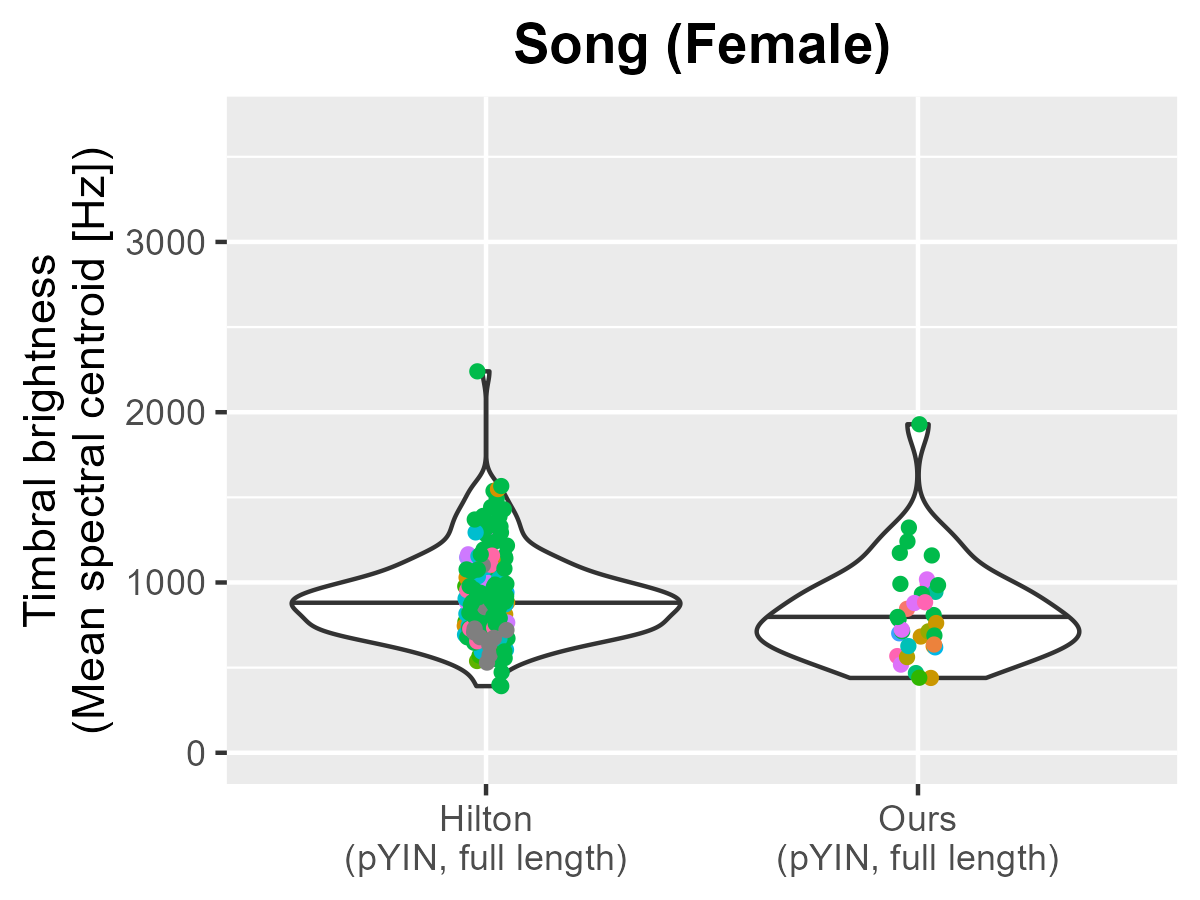 Song (Female)
Timbral brightness
(Mean spectral centroid [Hz])
3000
2000
1000
0
Hilton
(pYIN, full length)
Ours
(pYIN, full length)